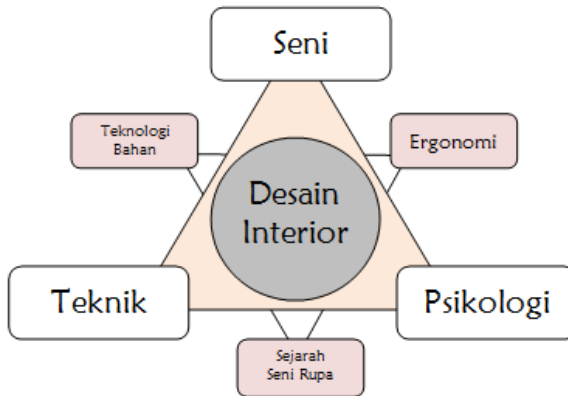 Seni
Teknologi
Bahan
Ergonomi
Desain
Interior
Teknik
Psikologi
Sejarah
Seni Rupa